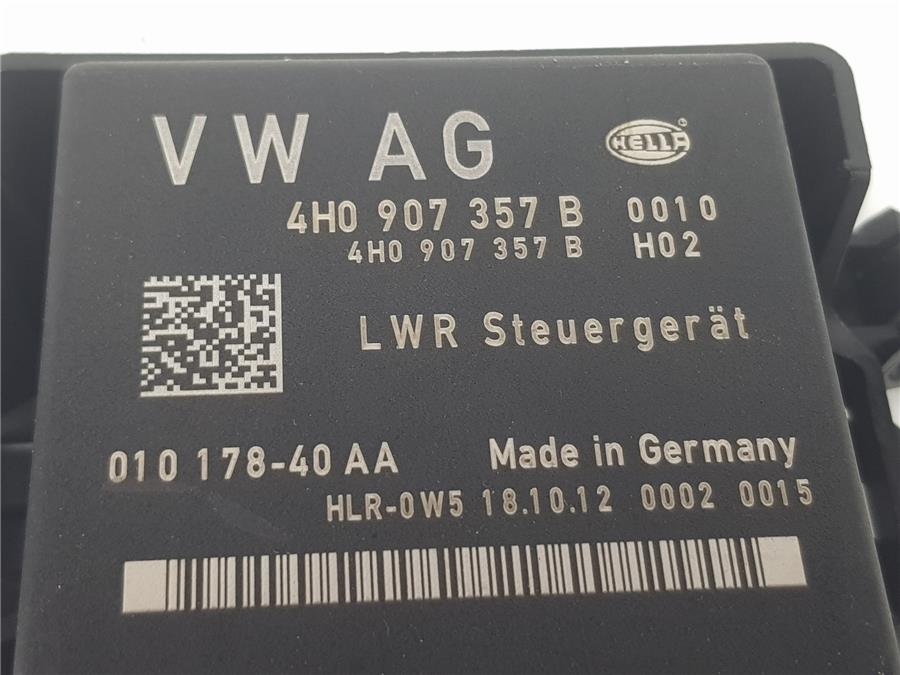 VW AG HELLA
4H0 907 357 B 0010
4H0 907 357 B H02
LWR Steuergerät
010 178-40 AA Made in Germany
HLR-0W5 18.10.12 0002 0015